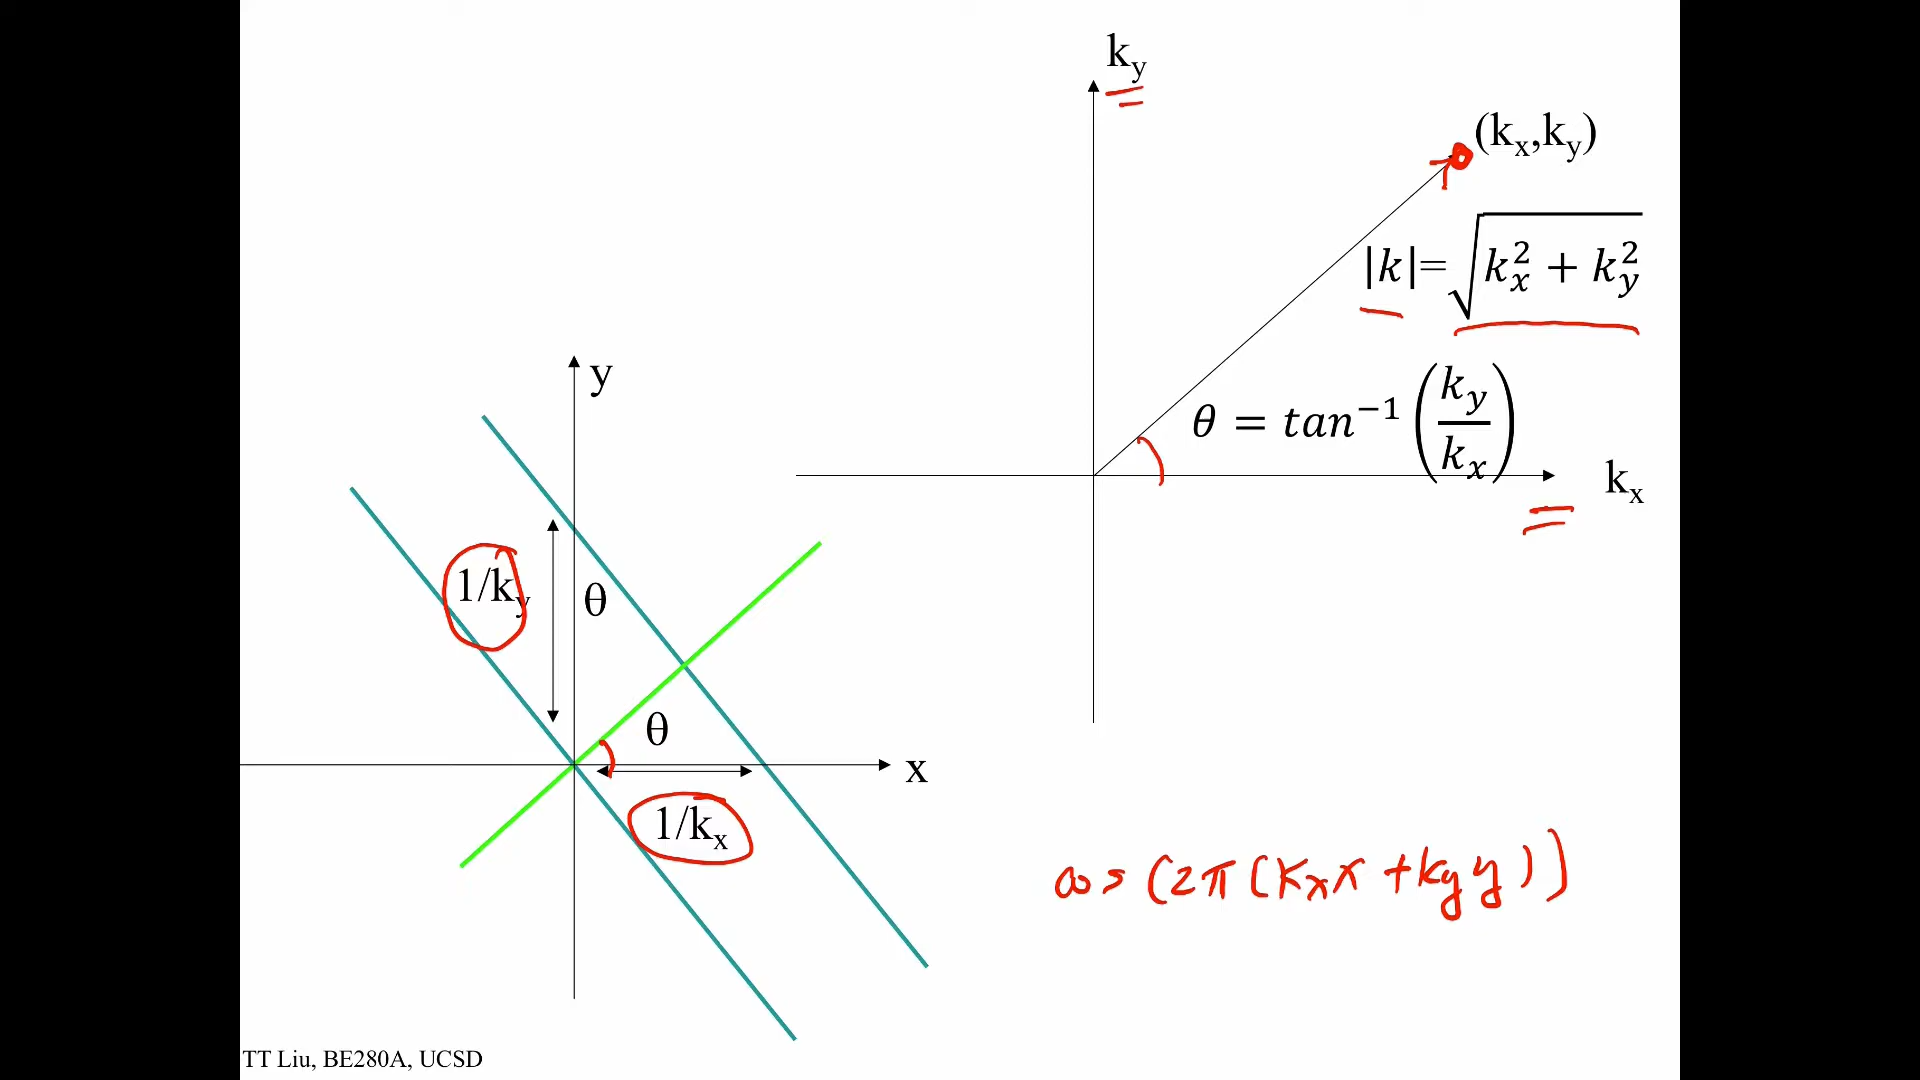 k_y
(k_x,k_y)
|k|=√(k_x^2 + k_y^2)
y
θ = tan^{-1}(k_y/k_x)
k_x
1/k_y
θ
θ
x
1/k_x
cos(2π(k_x x + k_y y))
TT Liu, BE280A, UCSD